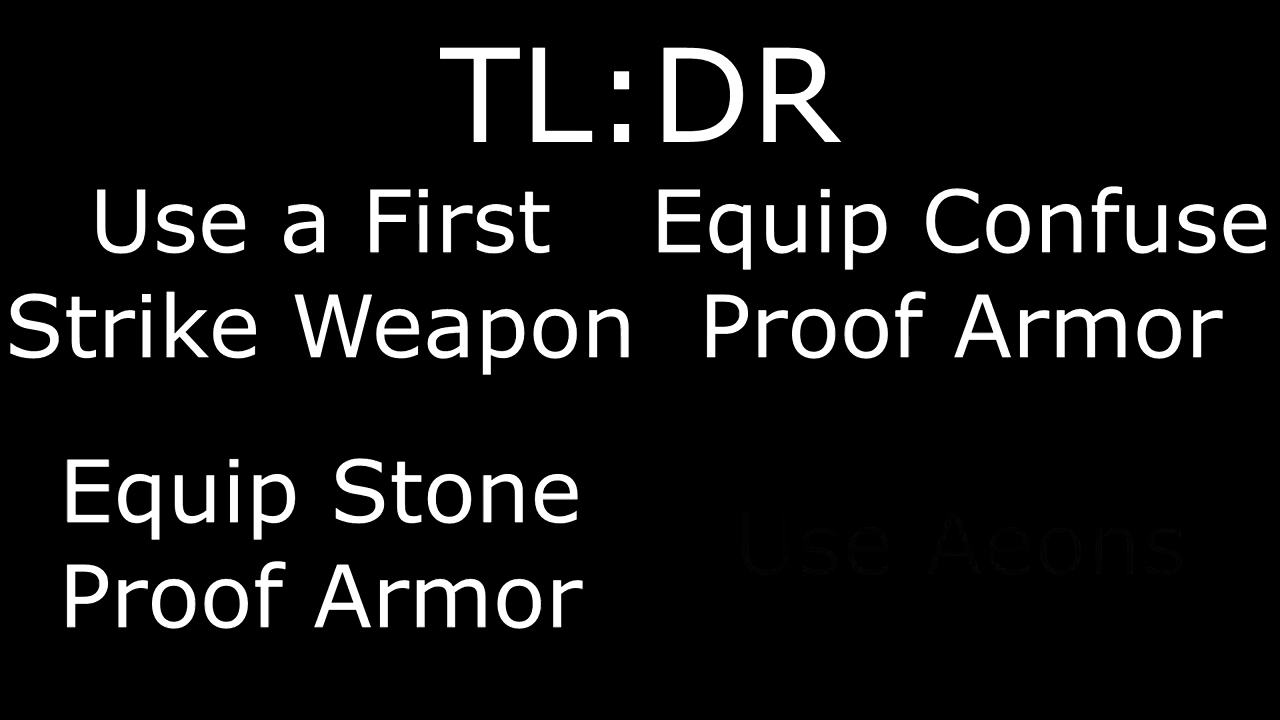 TL:DR
Use a First
Strike Weapon
Equip Confuse
Proof Armor
Equip Stone
Proof Armor
Use Aeons